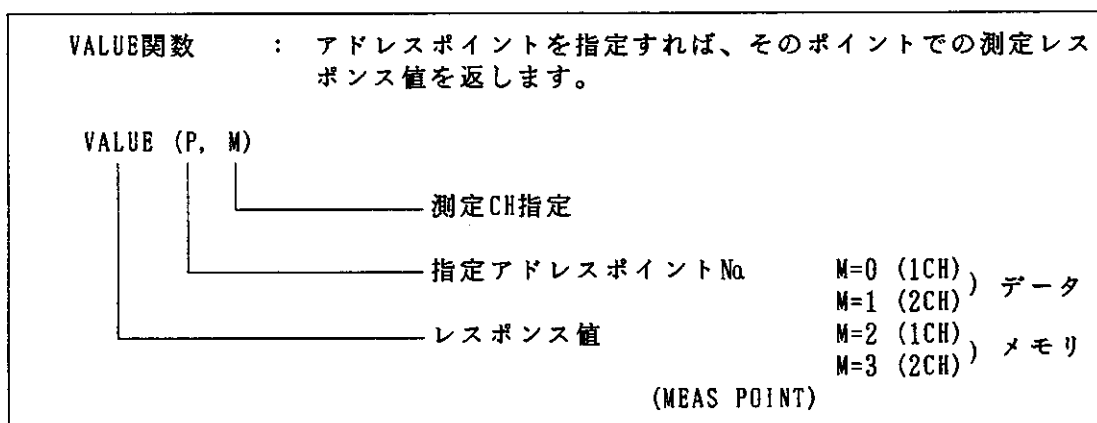 VALUE関数 : アドレスポイントを指定すれば、そのポイントでの測定レス
ポンス値を返します。
VALUE (P, M)
測定CH指定
指定アドレスポイント№ M=0 (1CH)
M=1 (2CH) ) データ
レスポンス値 M=2 (1CH)
M=3 (2CH) ) メモリ
(MEAS POINT)